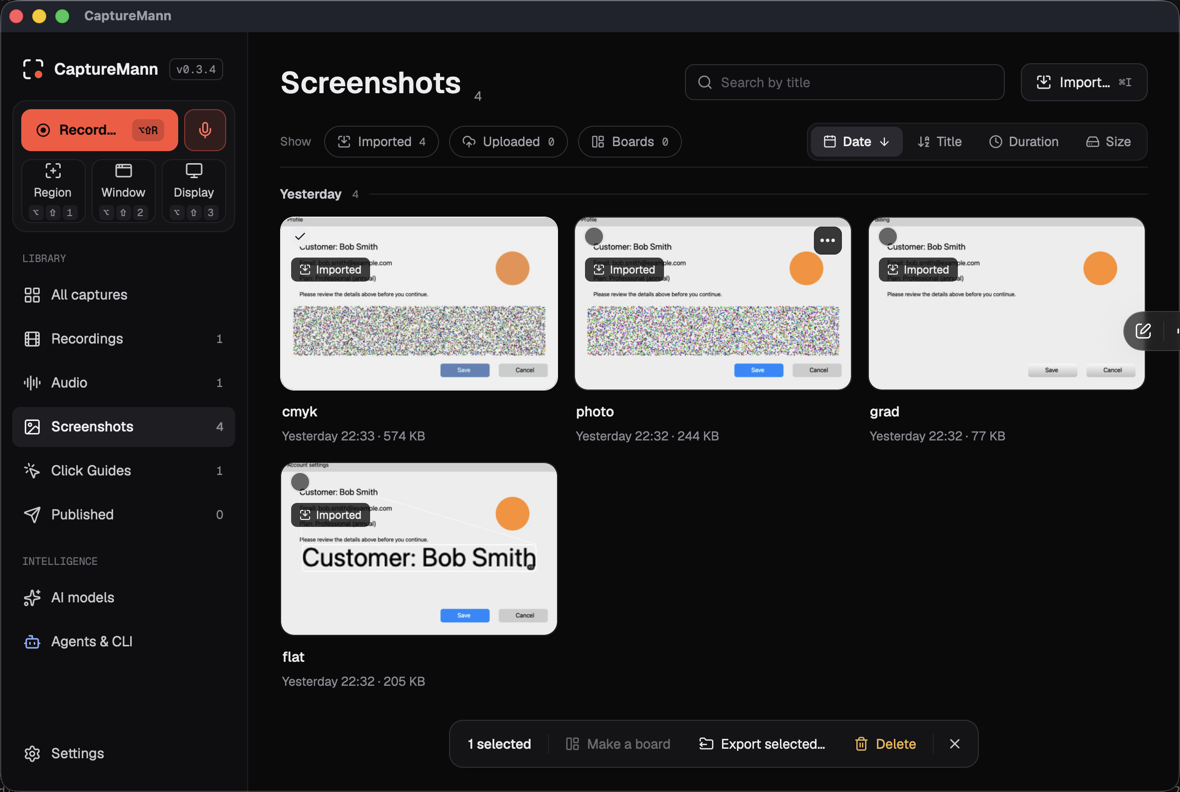 CaptureMann
CaptureMann v0.3.4
Record... ⌥⇧R
Region Window Display
⌥ ⇧ 1 ⌥ ⇧ 2 ⌥ ⇧ 3
LIBRARY
All captures
Recordings 1
Audio 1
Screenshots 4
Click Guides 1
Published 0
INTELLIGENCE
AI models
Agents & CLI
Settings
Screenshots 4
Search by title
Import... ⌘I
Show Imported 4 Uploaded 0 Boards 0
Date ↓ Title Duration Size
Yesterday 4
Profile
Customer: Bob Smith
Imported
Please review the details above before you continue.
Save Cancel
cmyk
Yesterday 22:33 · 574 KB
Profile
Customer: Bob Smith
Imported
Please review the details above before you continue.
Save Cancel
photo
Yesterday 22:32 · 244 KB
Billing
Customer: Bob Smith
Imported
Please review the details above before you continue.
Save Cancel
grad
Yesterday 22:32 · 77 KB
Account settings
Customer: Bob Smith
Imported
Please review the details above before you continue.
Customer: Bob Smith
Save Cancel
flat
Yesterday 22:32 · 205 KB
1 selected Make a board Export selected... Delete